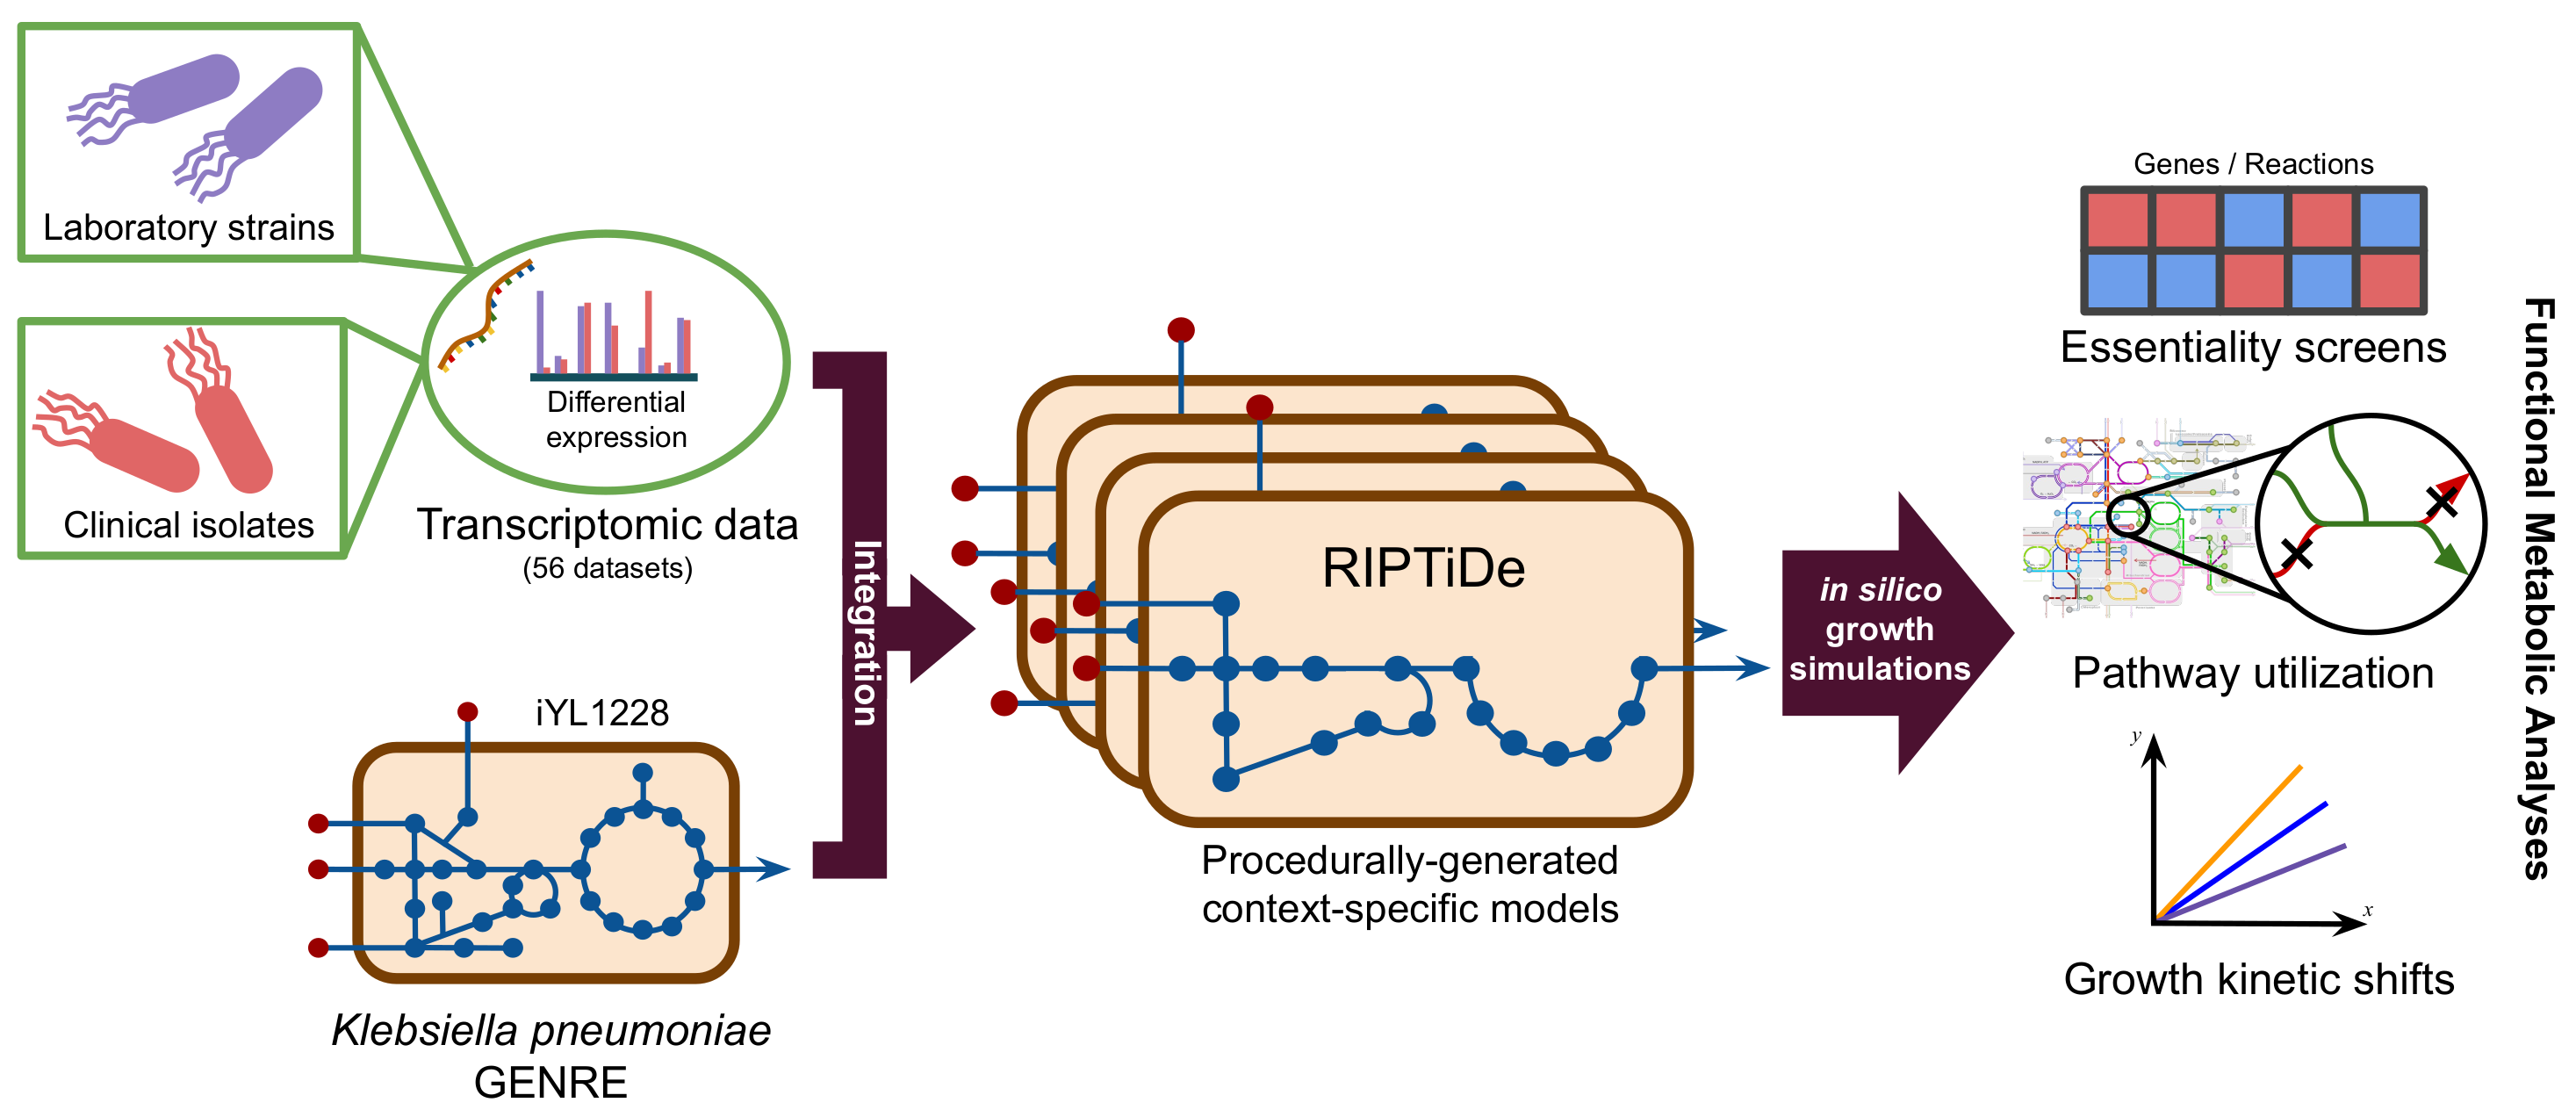 Laboratory strains
Clinical isolates
Differential
expression
Transcriptomic data
(56 datasets)
iYL1228
Klebsiella pneumoniae
GENRE
Integration
RIPTiDe
Procedurally-generated
context-specific models
in silico
growth
simulations
Genes / Reactions
Essentiality screens
Pathway utilization
y
x
Growth kinetic shifts
Functional Metabolic Analyses